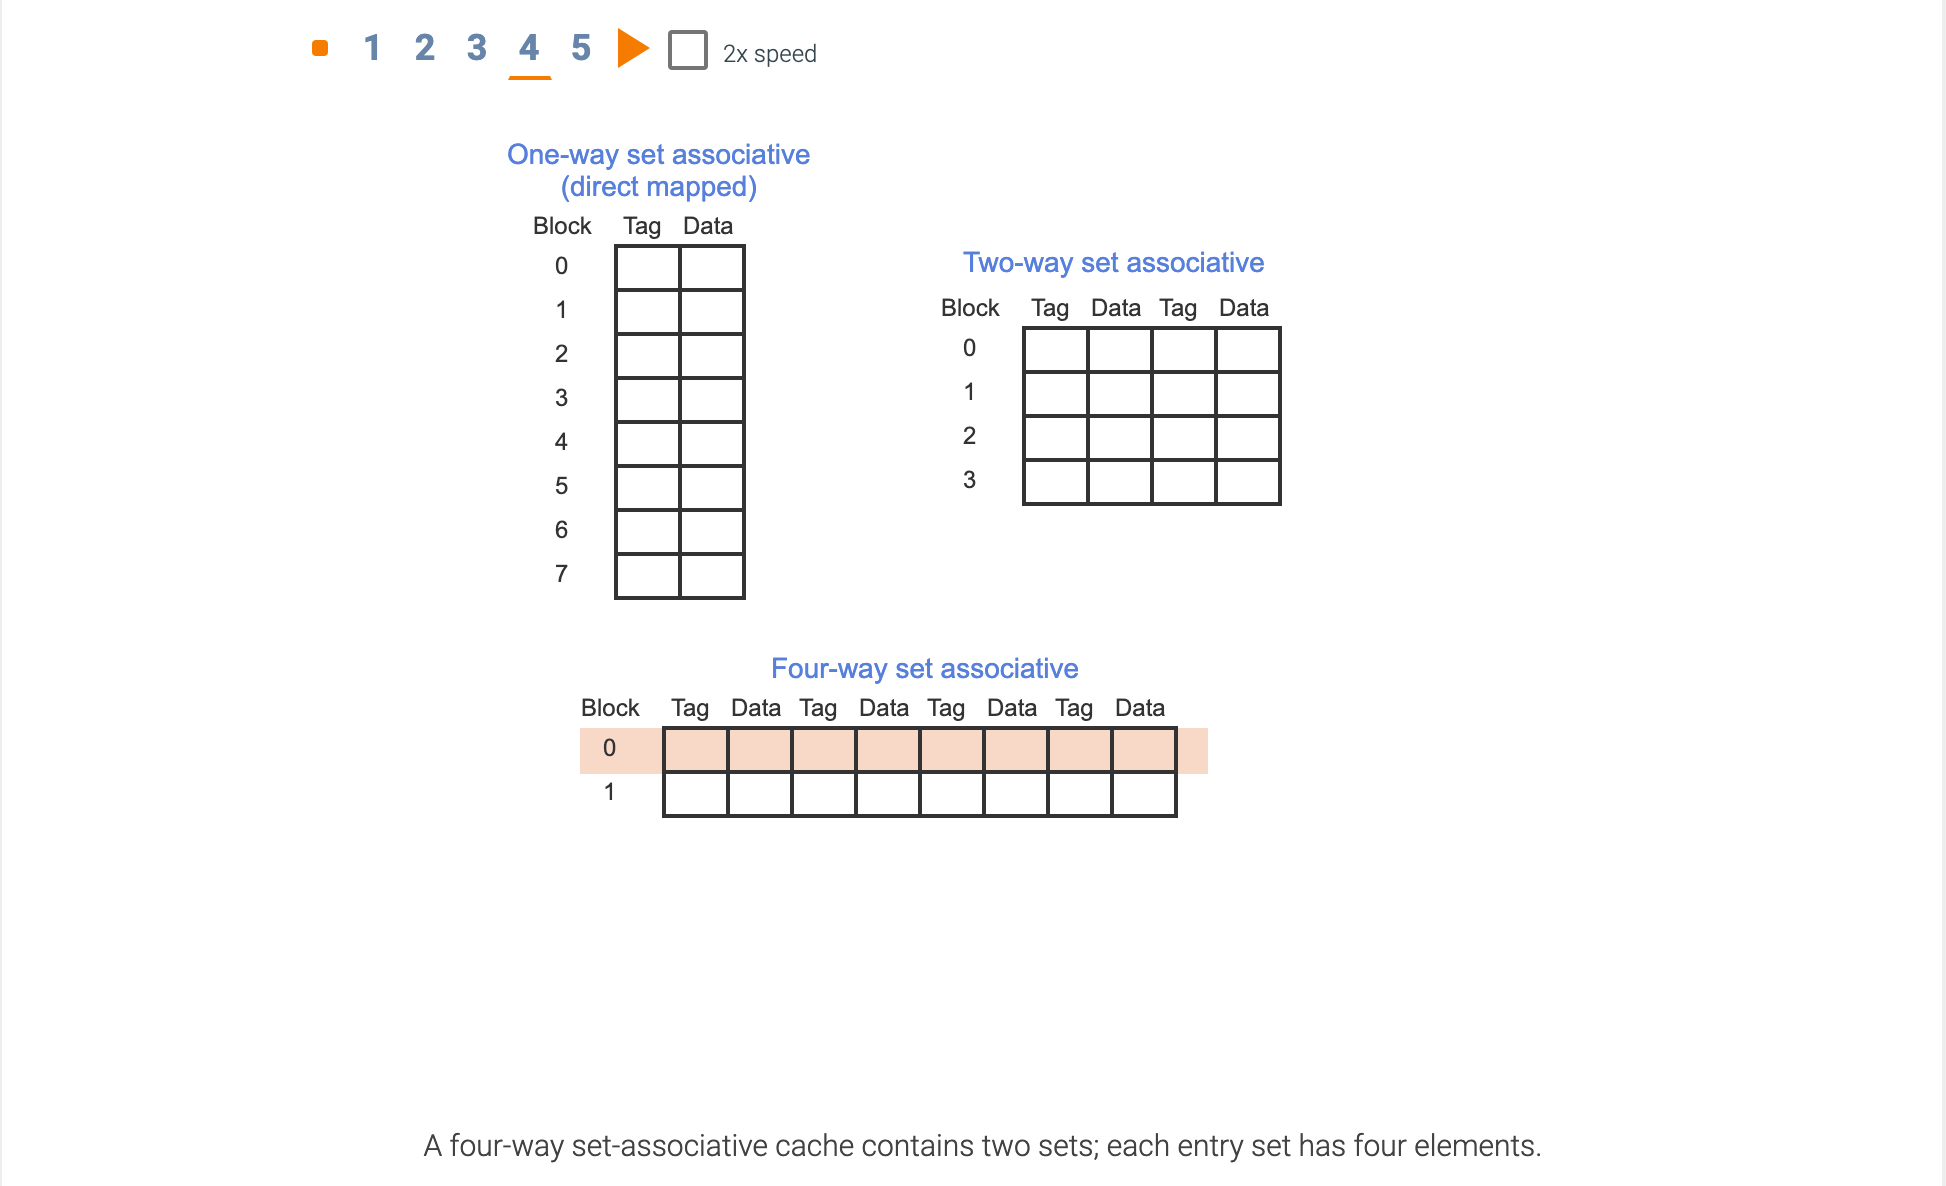 1 2 3 4 5 2x speed
One-way set associative
(direct mapped)
Block Tag Data
0
1
2
3
4
5
6
7
Two-way set associative
Block Tag Data Tag Data
0
1
2
3
Four-way set associative
Block Tag Data Tag Data Tag Data Tag Data
0
1
A four-way set-associative cache contains two sets; each entry set has four elements.